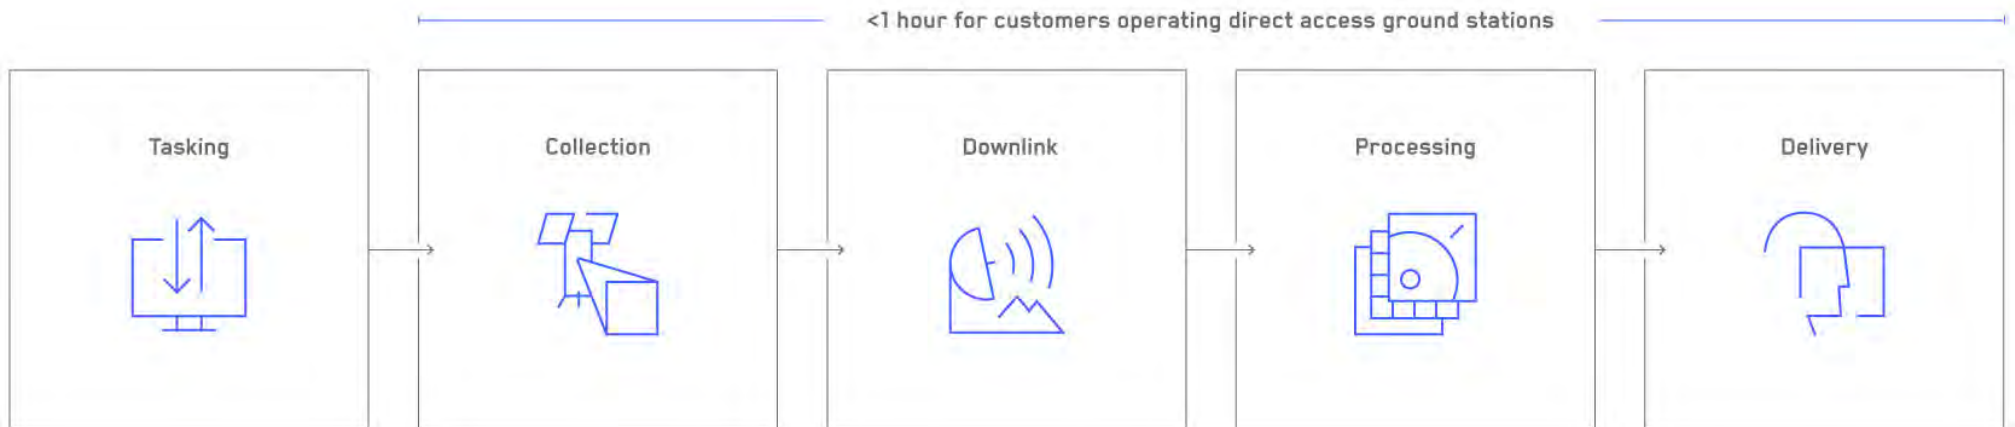 <1 hour for customers operating direct access ground stations
Tasking
Collection
Downlink
Processing
Delivery